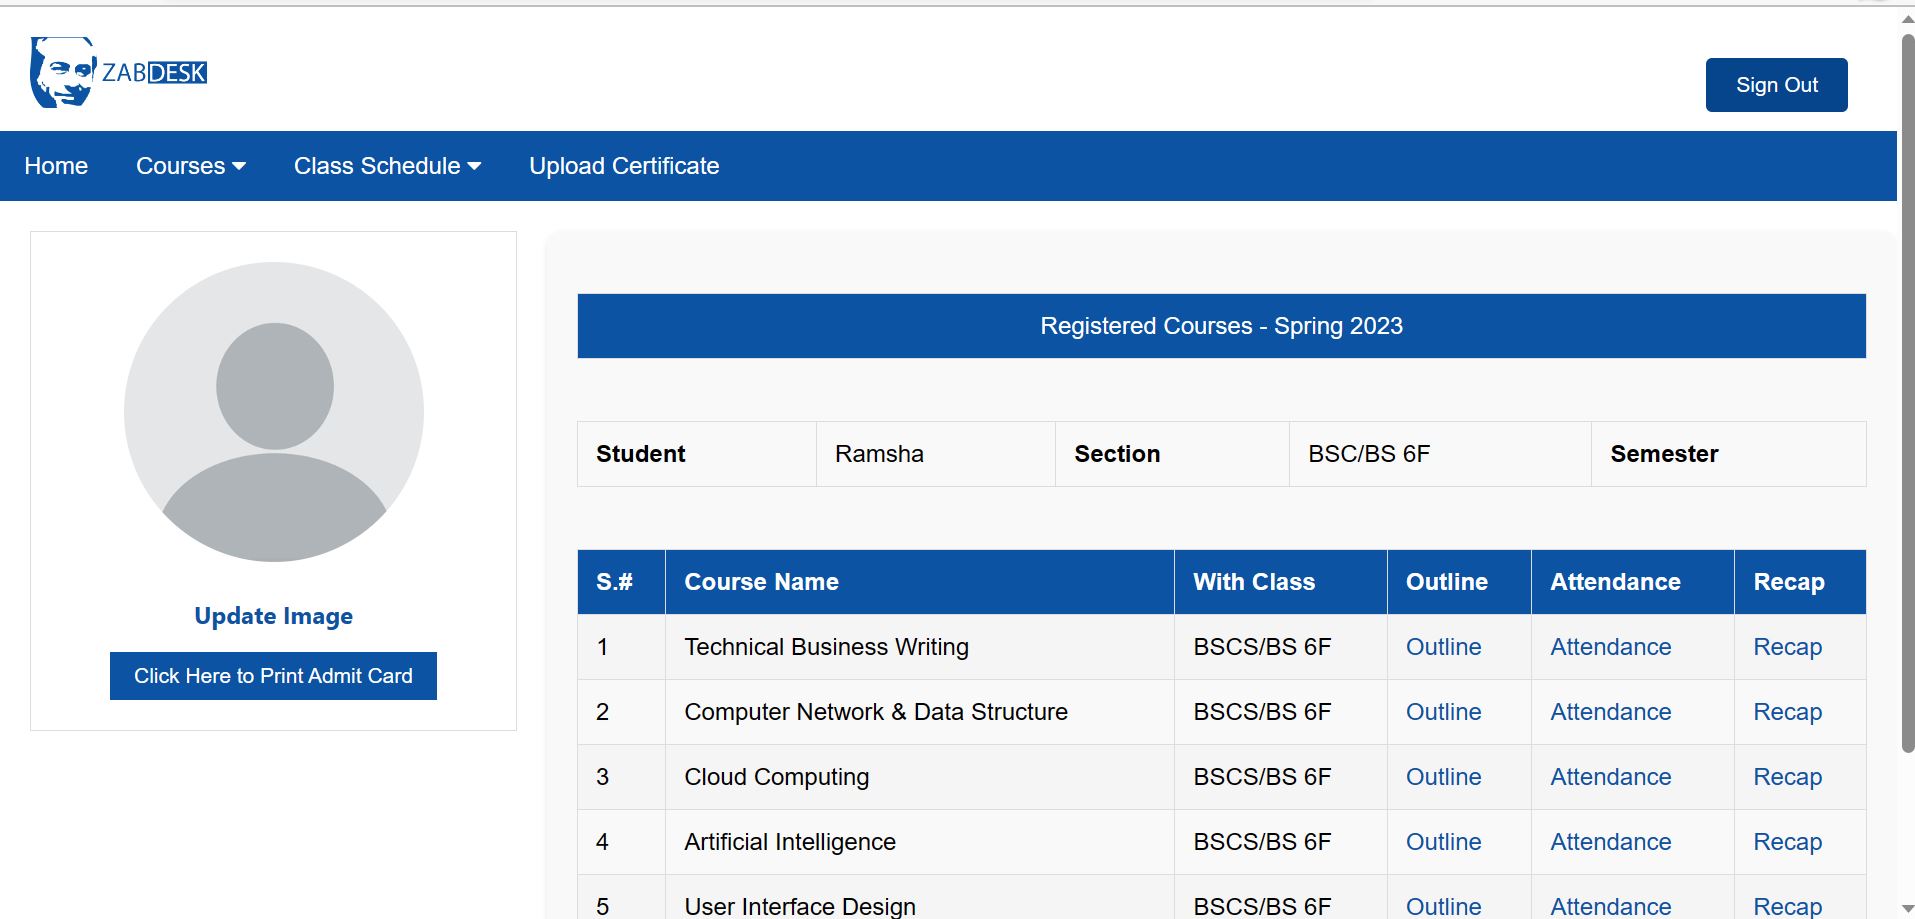 ZABDESK
Sign Out
Home Courses Class Schedule Upload Certificate
Update Image
Click Here to Print Admit Card
Registered Courses - Spring 2023
Student Ramsha Section BSC/BS 6F Semester
S.# Course Name With Class Outline Attendance Recap
1 Technical Business Writing BSCS/BS 6F Outline Attendance Recap
2 Computer Network & Data Structure BSCS/BS 6F Outline Attendance Recap
3 Cloud Computing BSCS/BS 6F Outline Attendance Recap
4 Artificial Intelligence BSCS/BS 6F Outline Attendance Recap
5 User Interface Design BSCS/BS 6F Outline Attendance Recap